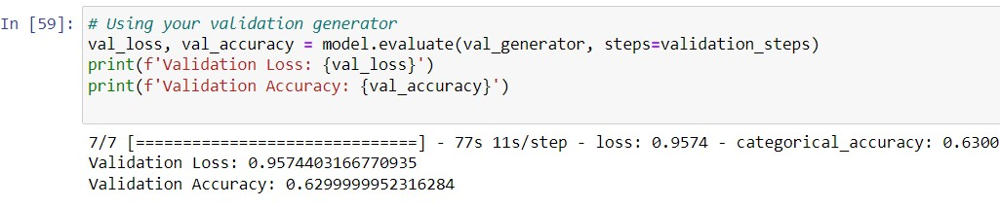 In [59]: # Using your validation generator
val_loss, val_accuracy = model.evaluate(val_generator, steps=validation_steps)
print(f'Validation Loss: {val_loss}')
print(f'Validation Accuracy: {val_accuracy}')
7/7 [==============================] - 77s 11s/step - loss: 0.9574 - categorical_accuracy: 0.6300
Validation Loss: 0.9574403166770935
Validation Accuracy: 0.6299999952316284